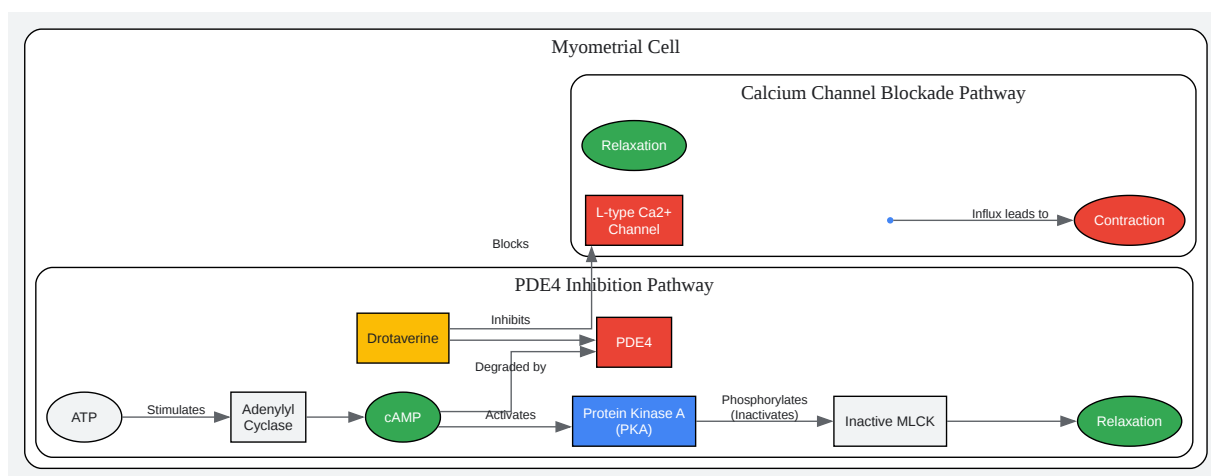 Myometrial Cell
Calcium Channel Blockade Pathway
Relaxation
L-type Ca2+
Channel
Influx leads to
Contraction
Blocks
PDE4 Inhibition Pathway
Drotaverine
Inhibits
PDE4
Degraded by
ATP
Stimulates
Adenylyl
Cyclase
cAMP
Activates
Protein Kinase A
(PKA)
Phosphorylates
(Inactivates)
Inactive MLCK
Relaxation